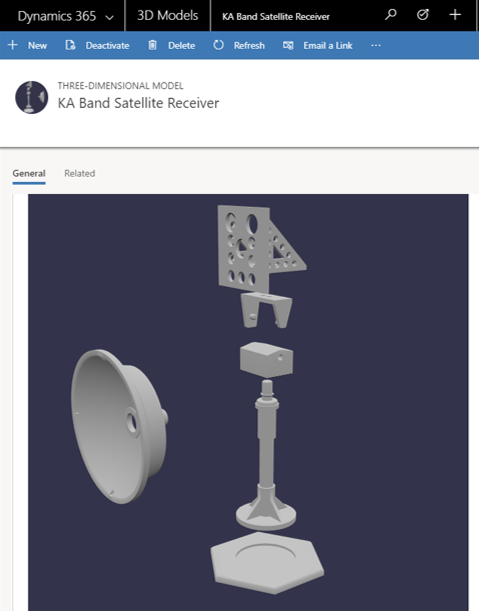 Dynamics 365 3D Models KA Band Satellite Receiver
New Deactivate Delete Refresh Email a Link ...
THREE-DIMENSIONAL MODEL
KA Band Satellite Receiver
General Related